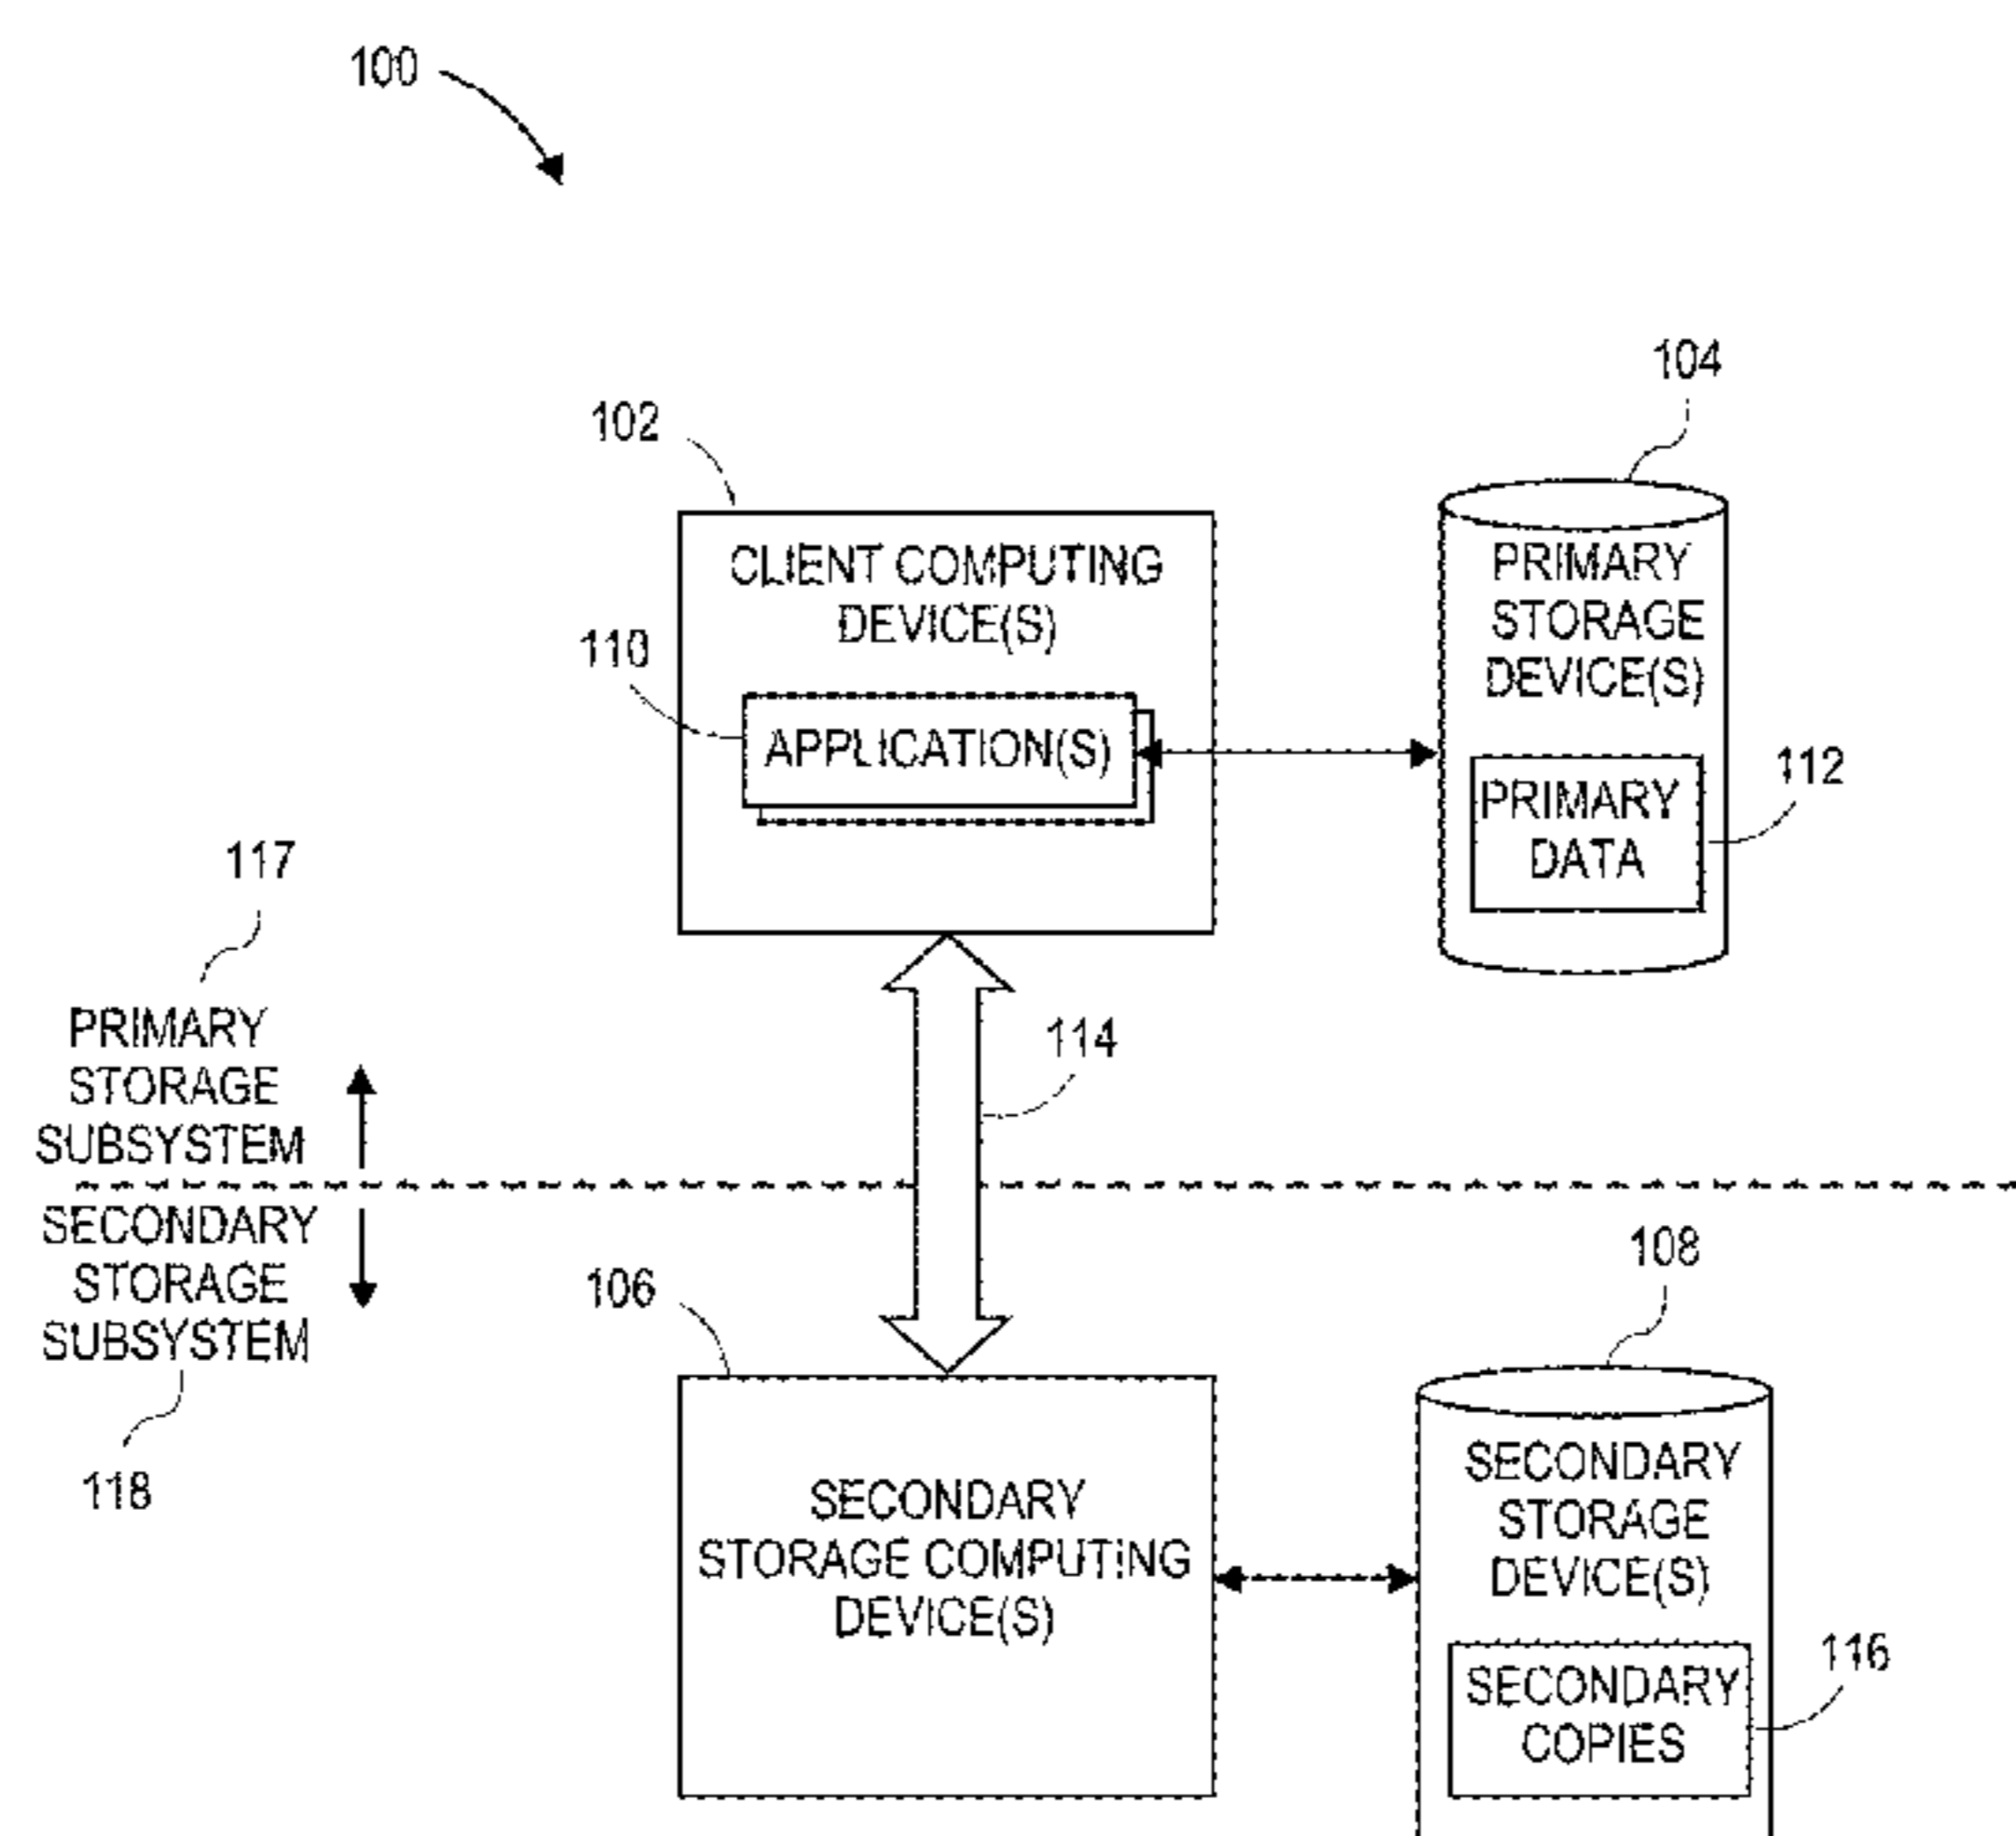 100
104
102
CLIENT COMPUTING
DEVICE(S)
110
APPLICATION(S)
PRIMARY
STORAGE
DEVICE(S)
PRIMARY
DATA
112
117
PRIMARY
STORAGE
SUBSYSTEM
114
SECONDARY
STORAGE
SUBSYSTEM
118
106
108
SECONDARY
STORAGE COMPUTING
DEVICE(S)
SECONDARY
STORAGE
DEVICE(S)
SECONDARY
COPIES
116